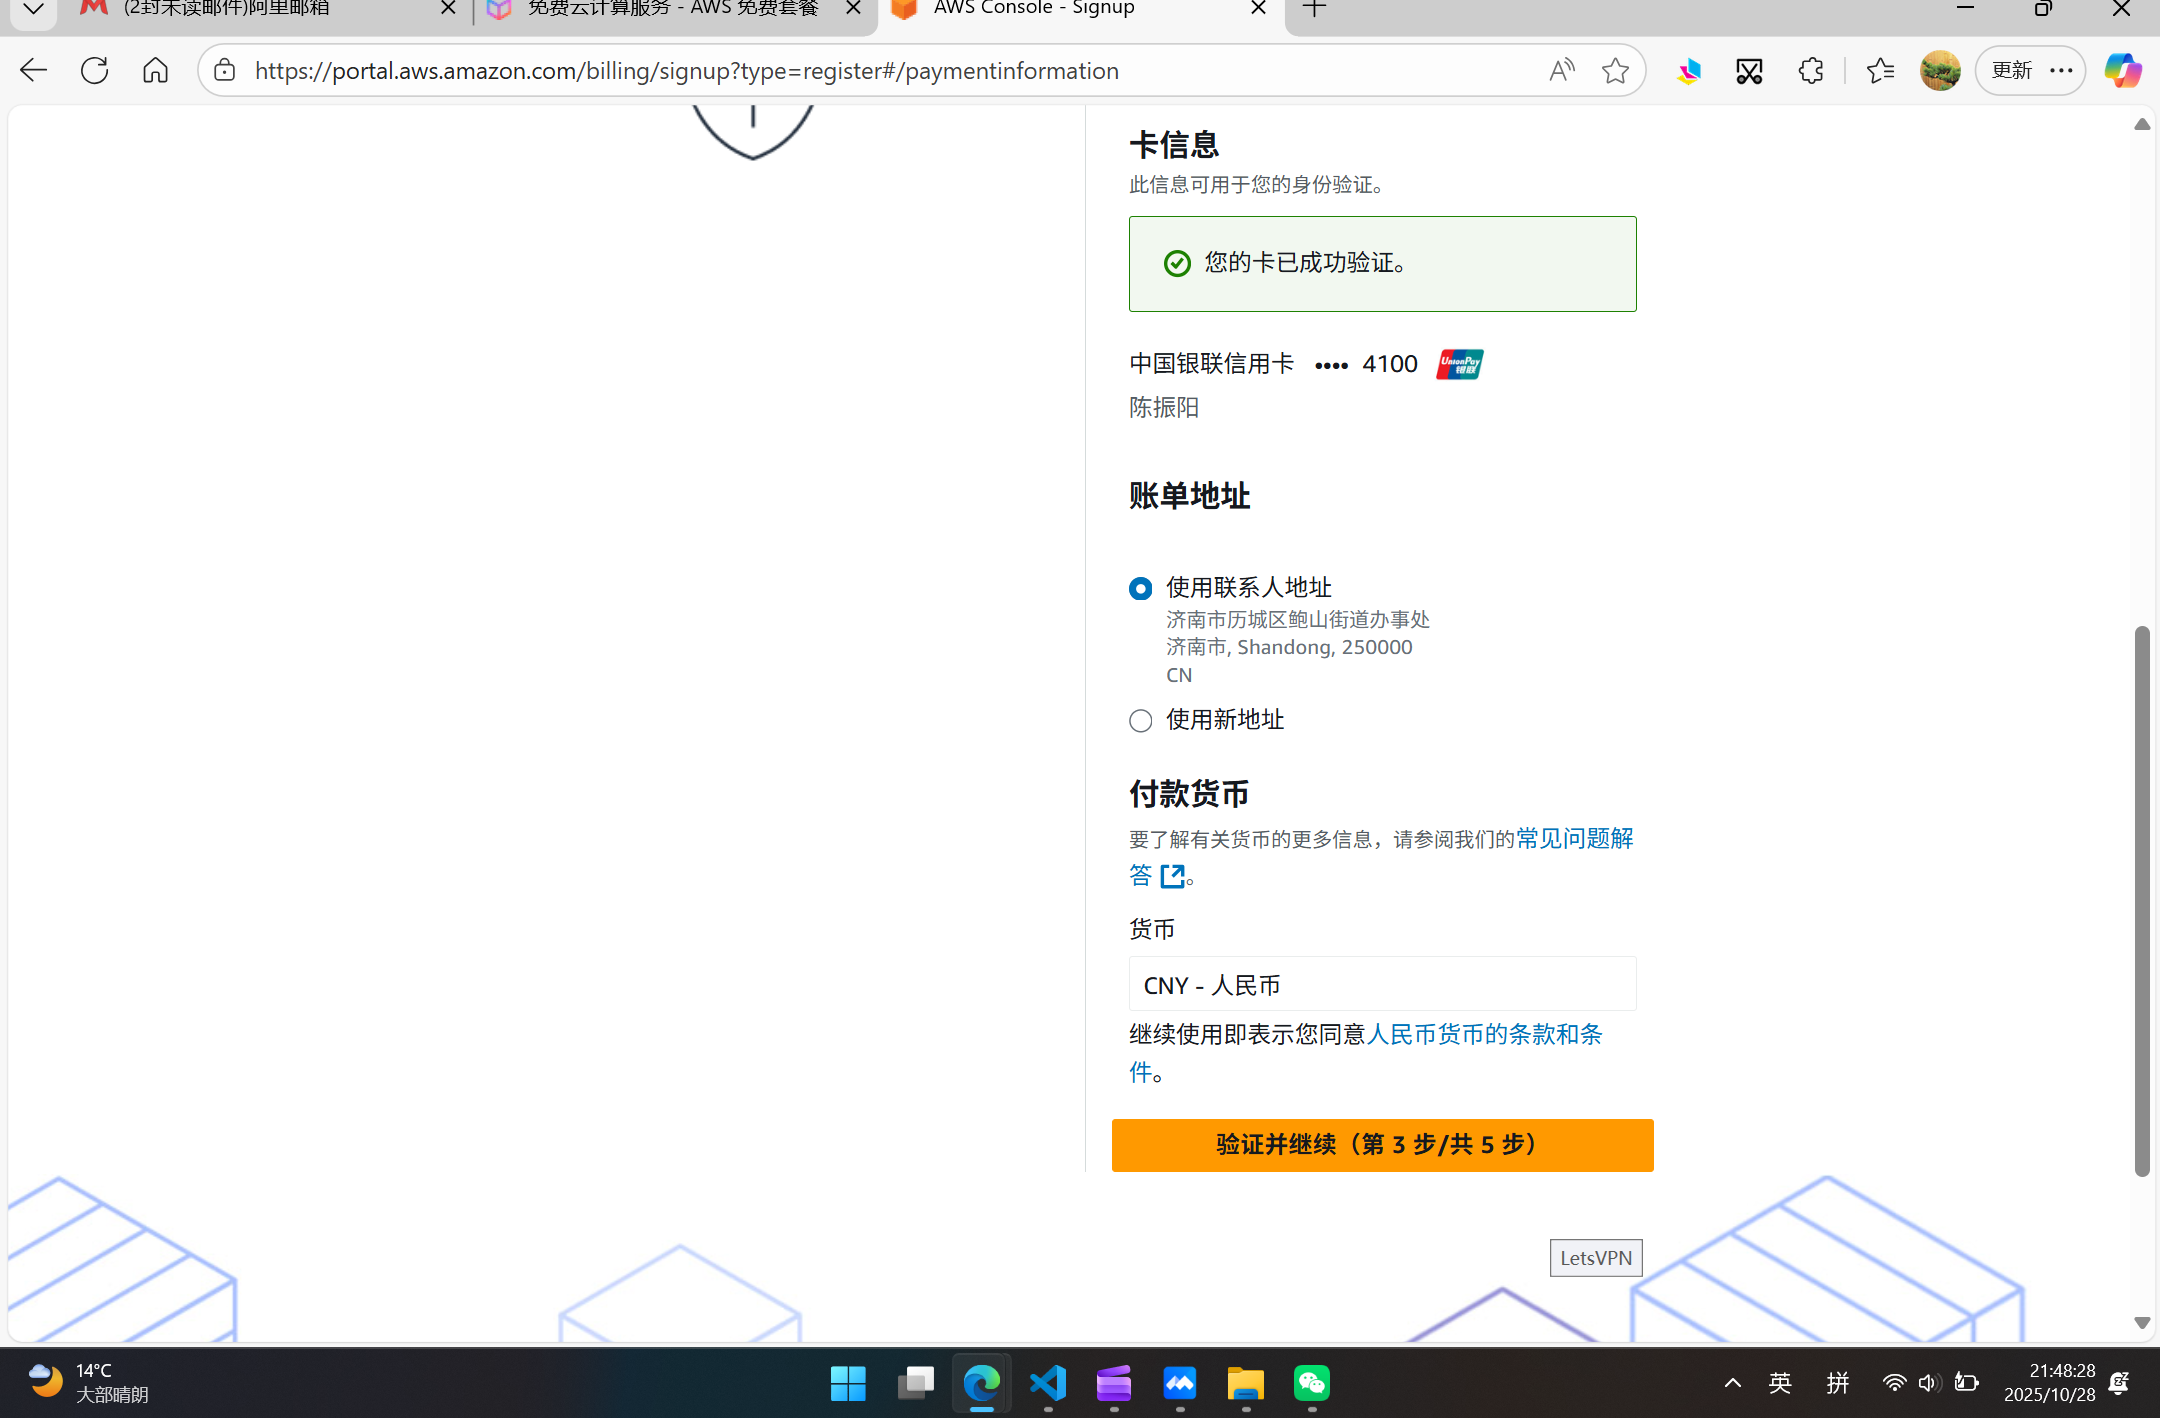 (2封未读邮件)阿里邮箱
免费云计算服务 - AWS 免费套餐
AWS Console - Signup
https://portal.aws.amazon.com/billing/signup?type=register#/paymentinformation
更新
卡信息
此信息可用于您的身份验证。
您的卡已成功验证。
中国银联信用卡 •••• 4100 UnionPay 银联
陈振阳
账单地址
使用联系人地址
济南市历城区鲍山街道办事处
济南市, Shandong, 250000
CN
使用新地址
付款货币
要了解有关货币的更多信息，请参阅我们的常见问题解
答。
货币
CNY - 人民币
继续使用即表示您同意人民币货币的条款和条
件。
验证并继续（第 3 步/共 5 步）
LetsVPN
14°C
大部晴朗
英
拼
21:48:28
2025/10/28